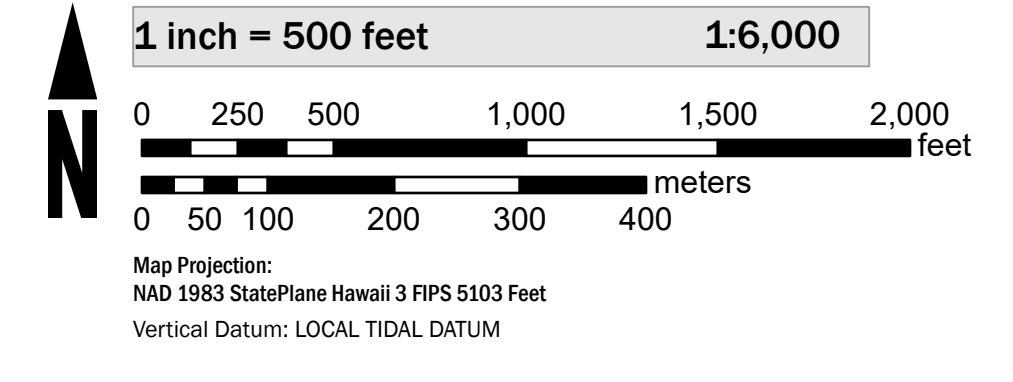 1 inch = 500 feet 1:6,000
0 250 500 1,000 1,500 2,000
feet
N
meters
0 50 100 200 300 400
Map Projection:
NAD 1983 StatePlane Hawaii 3 FIPS 5103 Feet
Vertical Datum: LOCAL TIDAL DATUM